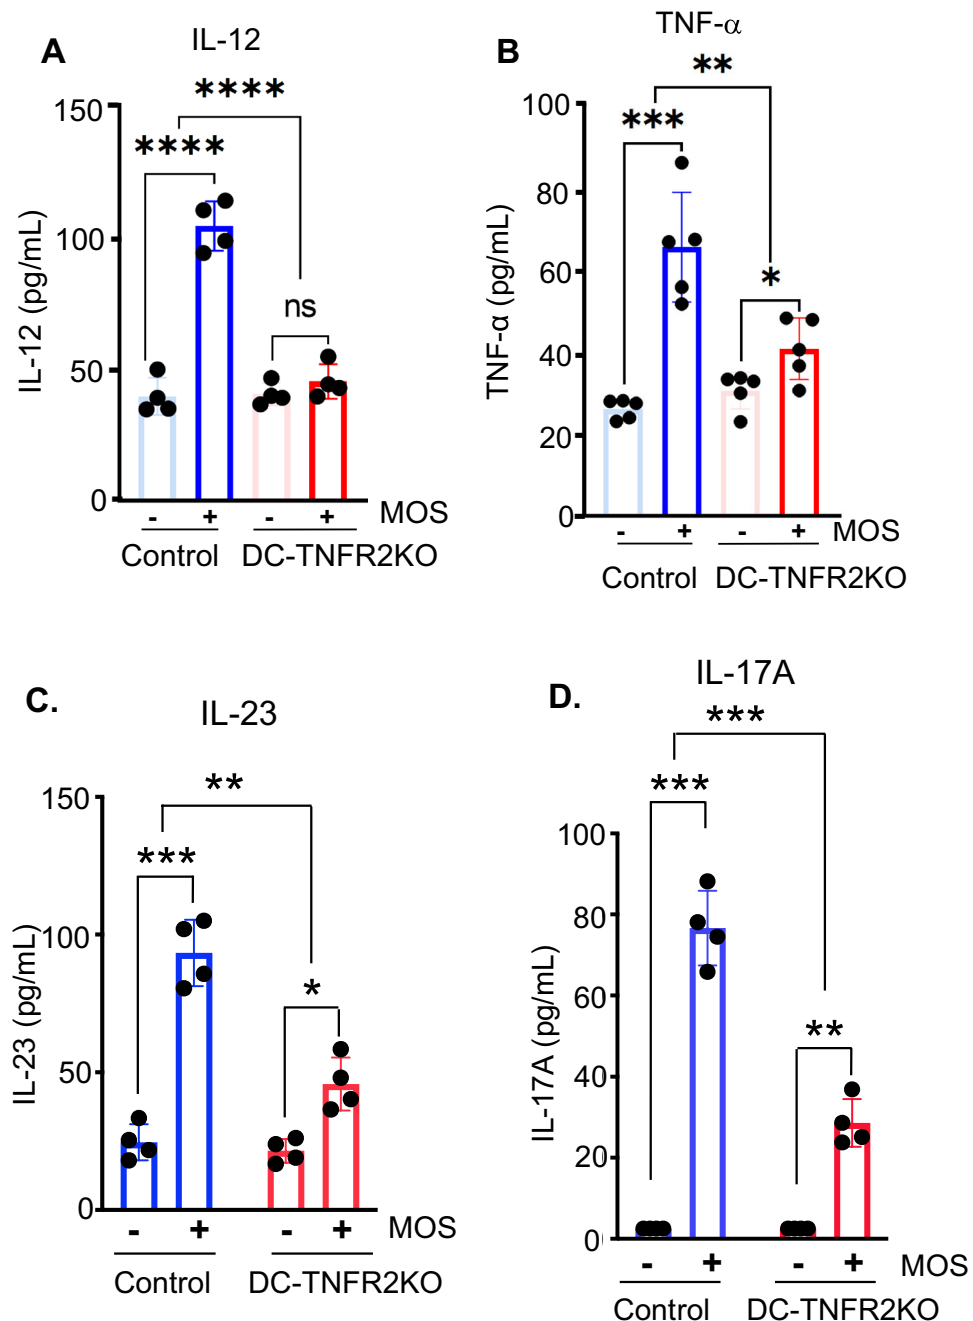 A
IL-12
****
****
ns
IL-12 (pg/mL)
150
100
50
0
- + - + MOS
Control DC-TNFR2KO
B
TNF-α
**
***
*
TNF-α (pg/mL)
100
80
60
40
20
0
- + - + MOS
Control DC-TNFR2KO
C.
IL-23
**
***
*
IL-23 (pg/mL)
150
100
50
0
- + - + MOS
Control DC-TNFR2KO
D.
IL-17A
***
***
**
IL-17A (pg/mL)
100
80
60
40
20
0
- + - + MOS
Control DC-TNFR2KO